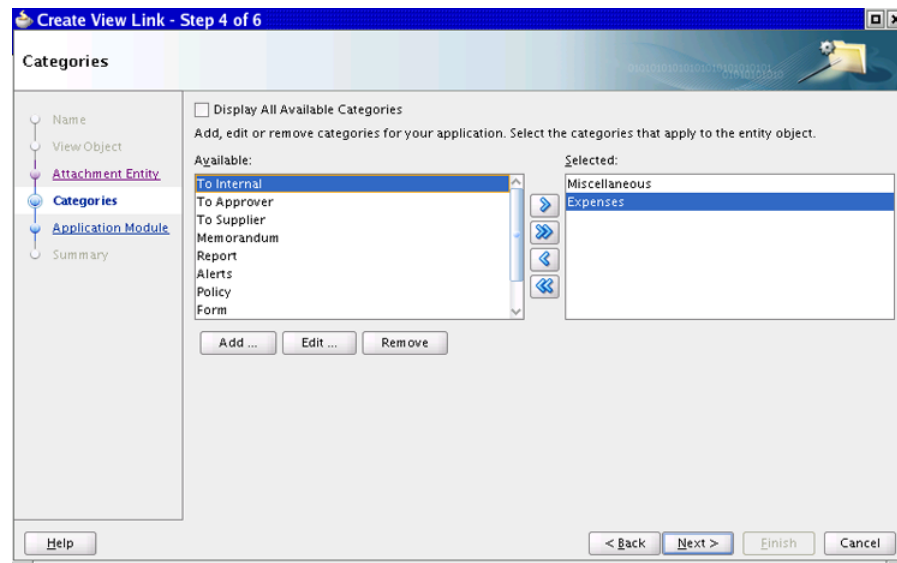 Create View Link - Step 4 of 6
Categories
Name
View Object
Attachment Entity
Categories
Application Module
Summary
Display All Available Categories
Add, edit or remove categories for your application. Select the categories that apply to the entity object.
Available:
To Internal
To Approver
To Supplier
Memorandum
Report
Alerts
Policy
Form
Selected:
Miscellaneous
Expenses
Add ...
Edit ...
Remove
Help
< Back
Next >
Finish
Cancel